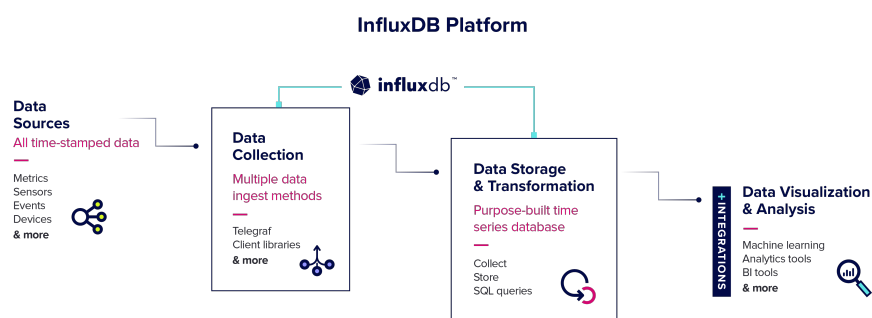 InfluxDB Platform
influxdb™
Data
Sources
All time-stamped data
Metrics
Sensors
Events
Devices
& more
Data
Collection
Multiple data
ingest methods
Telegraf
Client libraries
& more
Data Storage
& Transformation
Purpose-built time
series database
Collect
Store
SQL queries
+INTEGRATIONS
Data Visualization
& Analysis
Machine learning
Analytics tools
BI tools
& more